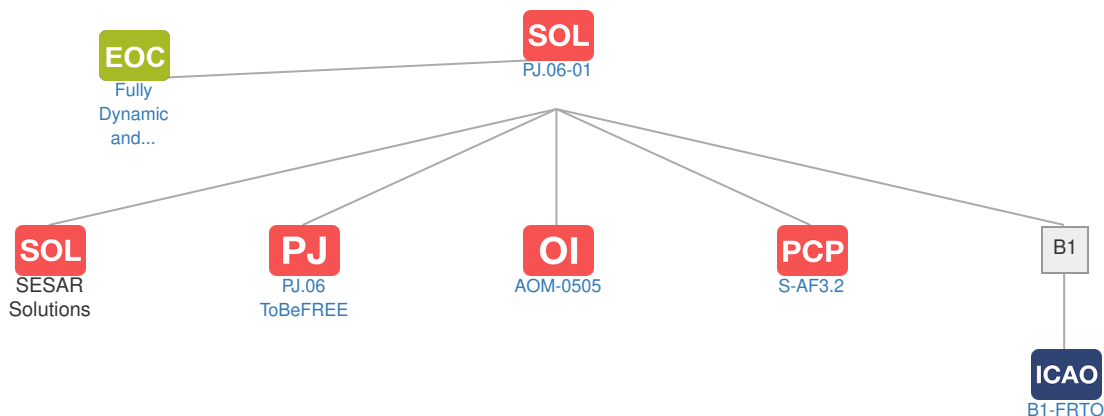 EOC
Fully
Dynamic
and...
SOL
PJ.06-01
SOL
SESAR
Solutions
PJ
PJ.06
ToBeFREE
OI
AOM-0505
PCP
S-AF3.2
B1
ICAO
B1-FRTO